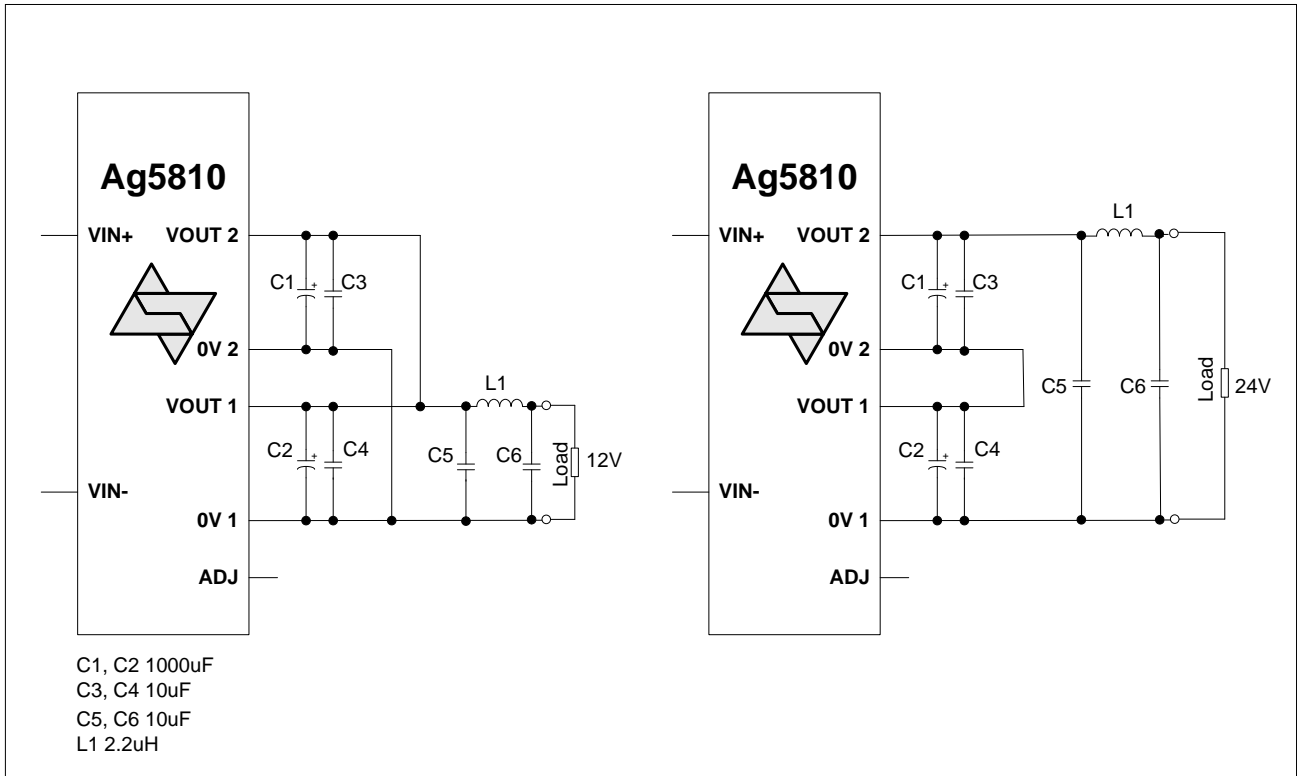 Ag5810
VIN+
VOUT 2
C1
+
C3
0V 2
VOUT 1
L1
C2
+
C4
C5
C6
Load
12V
VIN-
0V 1
ADJ
C1, C2 1000uF
C3, C4 10uF
C5, C6 10uF
L1 2.2uH
Ag5810
VIN+
VOUT 2
L1
C1
+
C3
0V 2
C5
C6
Load
24V
VOUT 1
C2
+
C4
VIN-
0V 1
ADJ